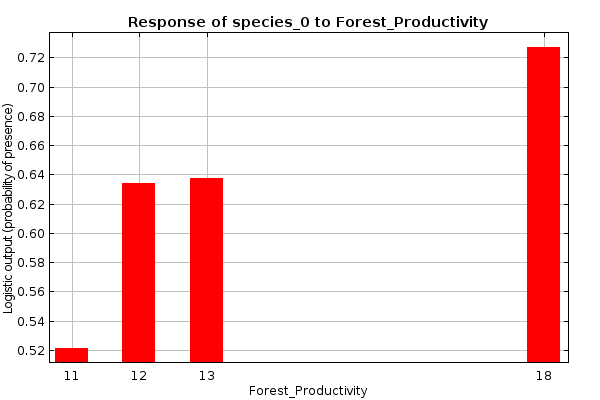 Response of species_0 to Forest_Productivity
Logistic output (probability of presence)
0.72
0.70
0.68
0.66
0.64
0.62
0.60
0.58
0.56
0.54
0.52
11 12 13 18
Forest_Productivity